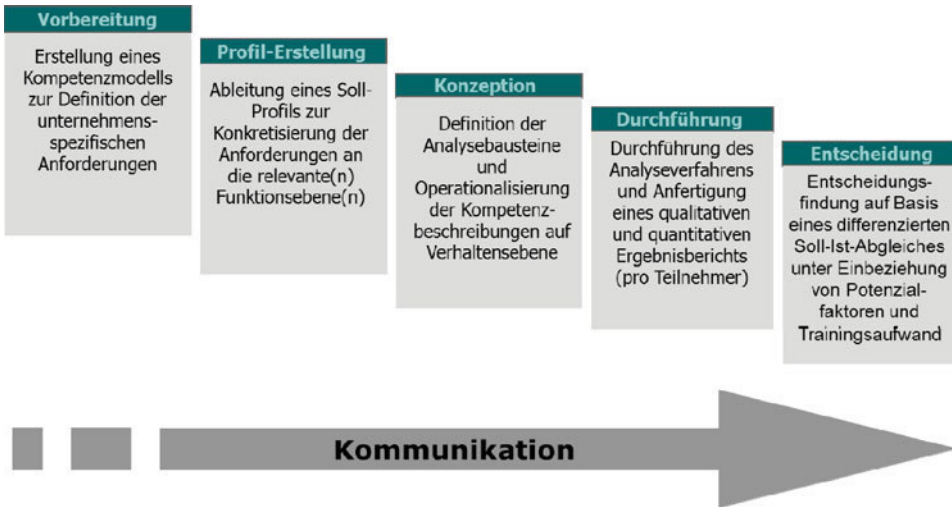 Vorbereitung
Erstellung eines
Kompetenzmodells
zur Definition der
unternehmens-
spezifischen
Anforderungen
Profil-Erstellung
Ableitung eines Soll-
Profils zur
Konkretisierung der
Anforderungen an
die relevante(n)
Funktionsebene(n)
Konzeption
Definition der
Analysebausteine
und
Operationalisierung
der Kompetenz-
beschreibungen auf
Verhaltensebene
Durchführung
Durchführung des
Analyseverfahrens
und Anfertigung
eines qualitativen
und quantitativen
Ergebnisberichts
(pro Teilnehmer)
Entscheidung
Entscheidungs-
findung auf Basis
eines differenzierten
Soll-Ist-Abgleiches
unter Einbeziehung
von Potenzial-
faktoren und
Trainingsaufwand
Kommunikation